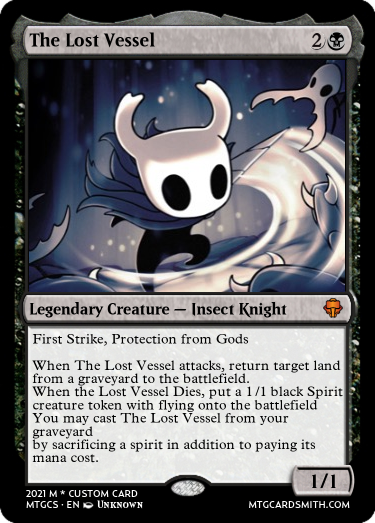 The Lost Vessel 2
Legendary Creature — Insect Knight
First Strike, Protection from Gods
When The Lost Vessel attacks, return target land
from a graveyard to the battlefield.
When the Lost Vessel Dies, put a 1/1 black Spirit
creature token with flying onto the battlefield
You may cast The Lost Vessel from your
graveyard
by sacrificing a spirit in addition to paying its
mana cost.
1/1
2021 M * CUSTOM CARD
MTGCS · EN Unknown
MTGCARDSMITH.COM